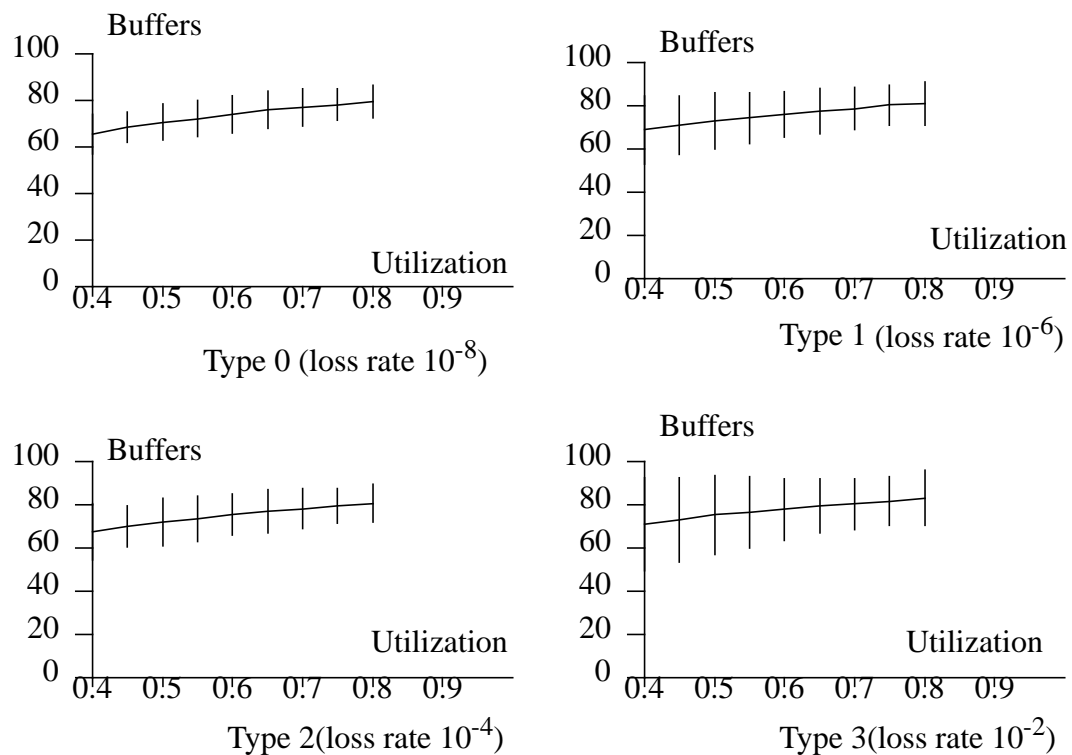 Buffers
100
80
60
40
20
0
Utilization
0.4 0.5 0.6 0.7 0.8 0.9
Type 0 (loss rate 10-8)
Buffers
100
80
60
40
20
0
Utilization
0.4 0.5 0.6 0.7 0.8 0.9
Type 1 (loss rate 10-6)
Buffers
100
80
60
40
20
0
Utilization
0.4 0.5 0.6 0.7 0.8 0.9
Type 2(loss rate 10-4)
Buffers
100
80
60
40
20
0
Utilization
0.4 0.5 0.6 0.7 0.8 0.9
Type 3(loss rate 10-2)